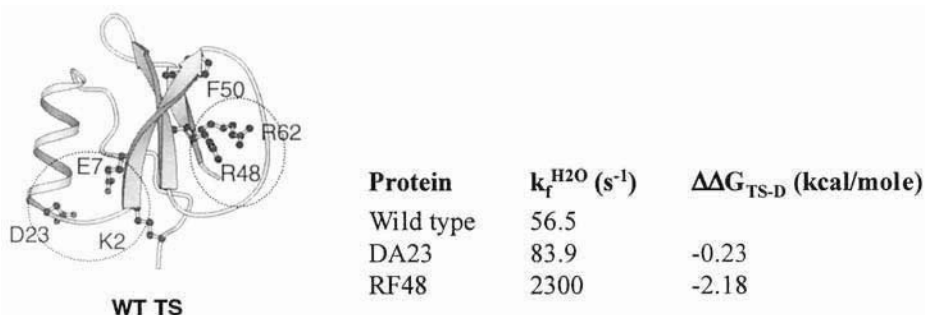 F50
R62
E7
R48
D23
K2
WT TS
Protein k_f^H2O (s^-1) ΔΔG_TS-D (kcal/mole)
Wild type 56.5
DA23 83.9 -0.23
RF48 2300 -2.18